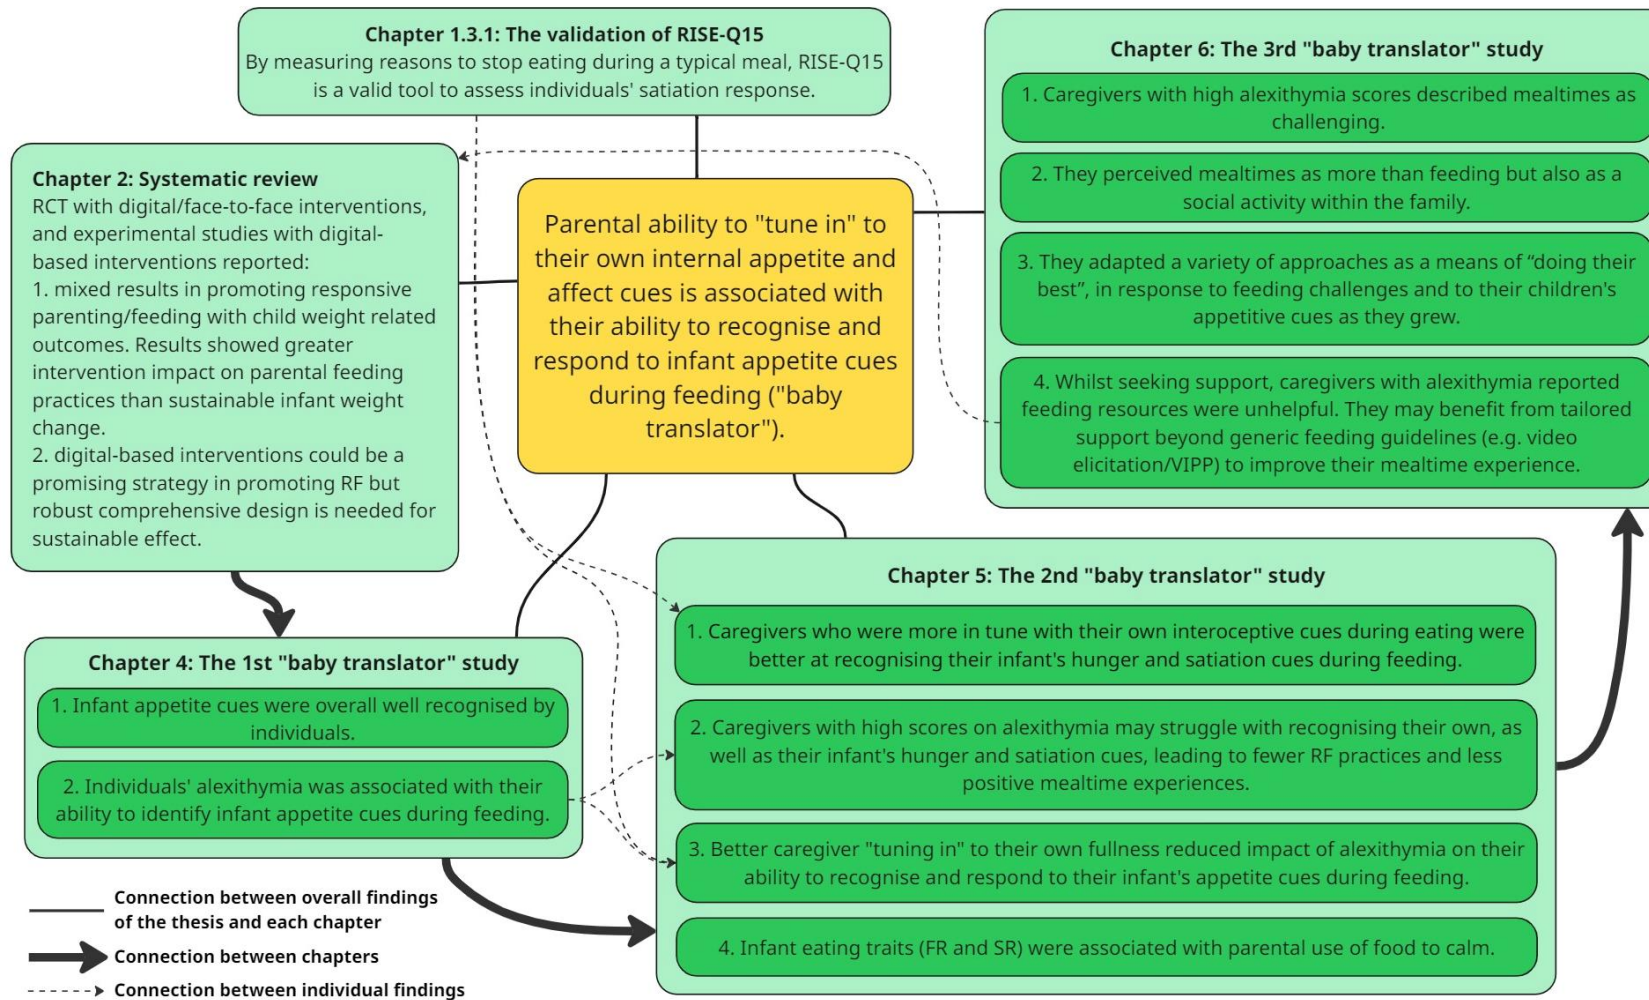 Chapter 1.3.1: The validation of RISE-Q15
By measuring reasons to stop eating during a typical meal, RISE-Q15
is a valid tool to assess individuals' satiation response.
Chapter 2: Systematic review
RCT with digital/face-to-face interventions,
and experimental studies with digital-
based interventions reported:
1. mixed results in promoting responsive
parenting/feeding with child weight related
outcomes. Results showed greater
intervention impact on parental feeding
practices than sustainable infant weight
change.
2. digital-based interventions could be a
promising strategy in promoting RF but
robust comprehensive design is needed for
sustainable effect.
Parental ability to "tune in" to
their own internal appetite and
affect cues is associated with
their ability to recognise and
respond to infant appetite cues
during feeding ("baby
translator").
Chapter 6: The 3rd "baby translator" study
1. Caregivers with high alexithymia scores described mealtimes as
challenging.
2. They perceived mealtimes as more than feeding but also as a
social activity within the family.
3. They adapted a variety of approaches as a means of “doing their
best”, in response to feeding challenges and to their children's
appetitive cues as they grew.
4. Whilst seeking support, caregivers with alexithymia reported
feeding resources were unhelpful. They may benefit from tailored
support beyond generic feeding guidelines (e.g. video
elicitation/VIPP) to improve their mealtime experience.
Chapter 4: The 1st "baby translator" study
1. Infant appetite cues were overall well recognised by
individuals.
2. Individuals' alexithymia was associated with their
ability to identify infant appetite cues during feeding.
Chapter 5: The 2nd "baby translator" study
1. Caregivers who were more in tune with their own interoceptive cues during eating were
better at recognising their infant's hunger and satiation cues during feeding.
2. Caregivers with high scores on alexithymia may struggle with recognising their own, as
well as their infant's hunger and satiation cues, leading to fewer RF practices and less
positive mealtime experiences.
3. Better caregiver "tuning in" to their own fullness reduced impact of alexithymia on their
ability to recognise and respond to their infant's appetite cues during feeding.
4. Infant eating traits (FR and SR) were associated with parental use of food to calm.
Connection between overall findings
of the thesis and each chapter
Connection between chapters
Connection between individual findings